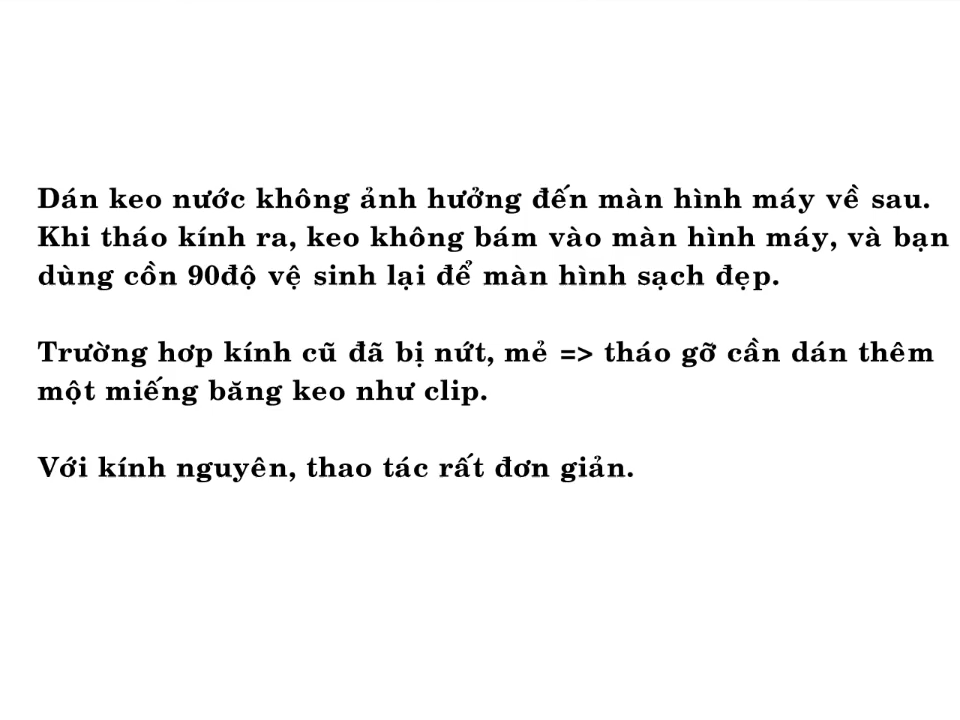 Dán keo nước không ảnh hưởng đến màn hình máy về sau.
Khi tháo kính ra, keo không bám vào màn hình máy, và bạn
dùng cồn 90độ vệ sinh lại để màn hình sạch đẹp.
Trường hơp kính cũ đã bị nứt, mẻ => tháo gỡ cần dán thêm
một miếng băng keo như clip.
Với kính nguyên, thao tác rất đơn giản.